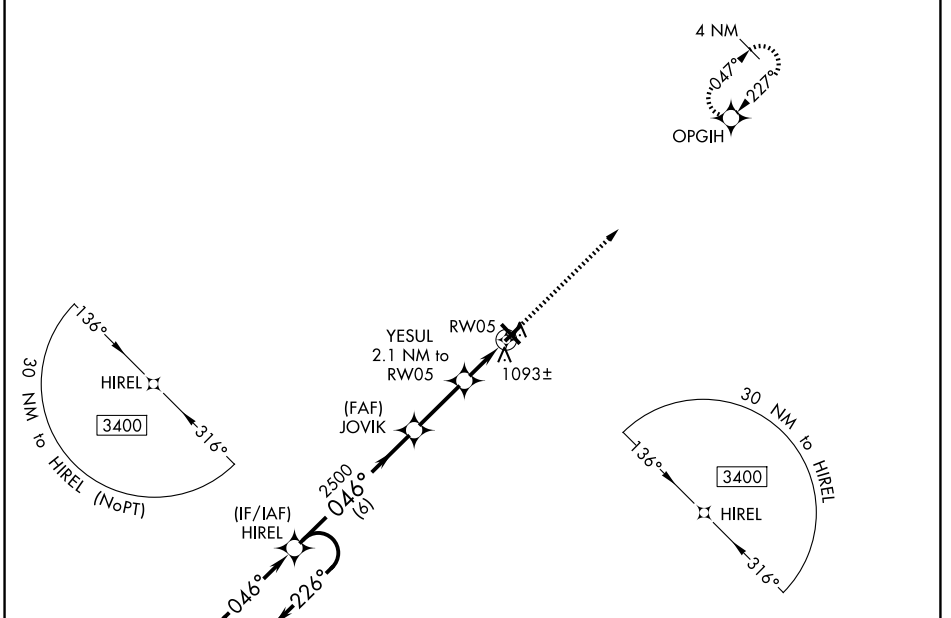 4 NM
047°
227°
OPGIH
136°
HIREL
3400
316°
30 NM to HIREL (NoPT)
YESUL
2.1 NM to
RW05
RW05
1093±
(FAF)
JOVIK
2500
046°
(6)
(IF/IAF)
HIREL
046°
226°
30 NM to HIREL
136°
3400
HIREL
316°